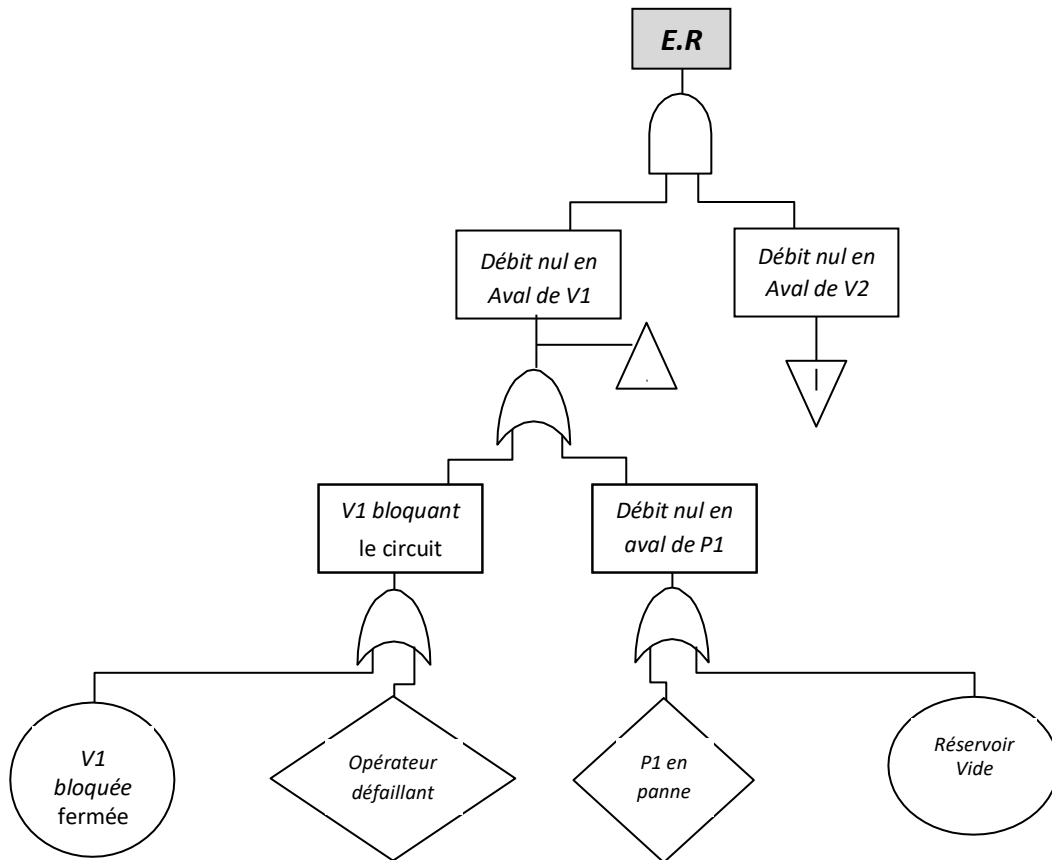 E.R
Débit nul en
Aval de V1
Débit nul en
Aval de V2
V1 bloquant
le circuit
Débit nul en
aval de P1
V1
bloquée
fermée
Opérateur
défaillant
P1 en
panne
Réservoir
Vide